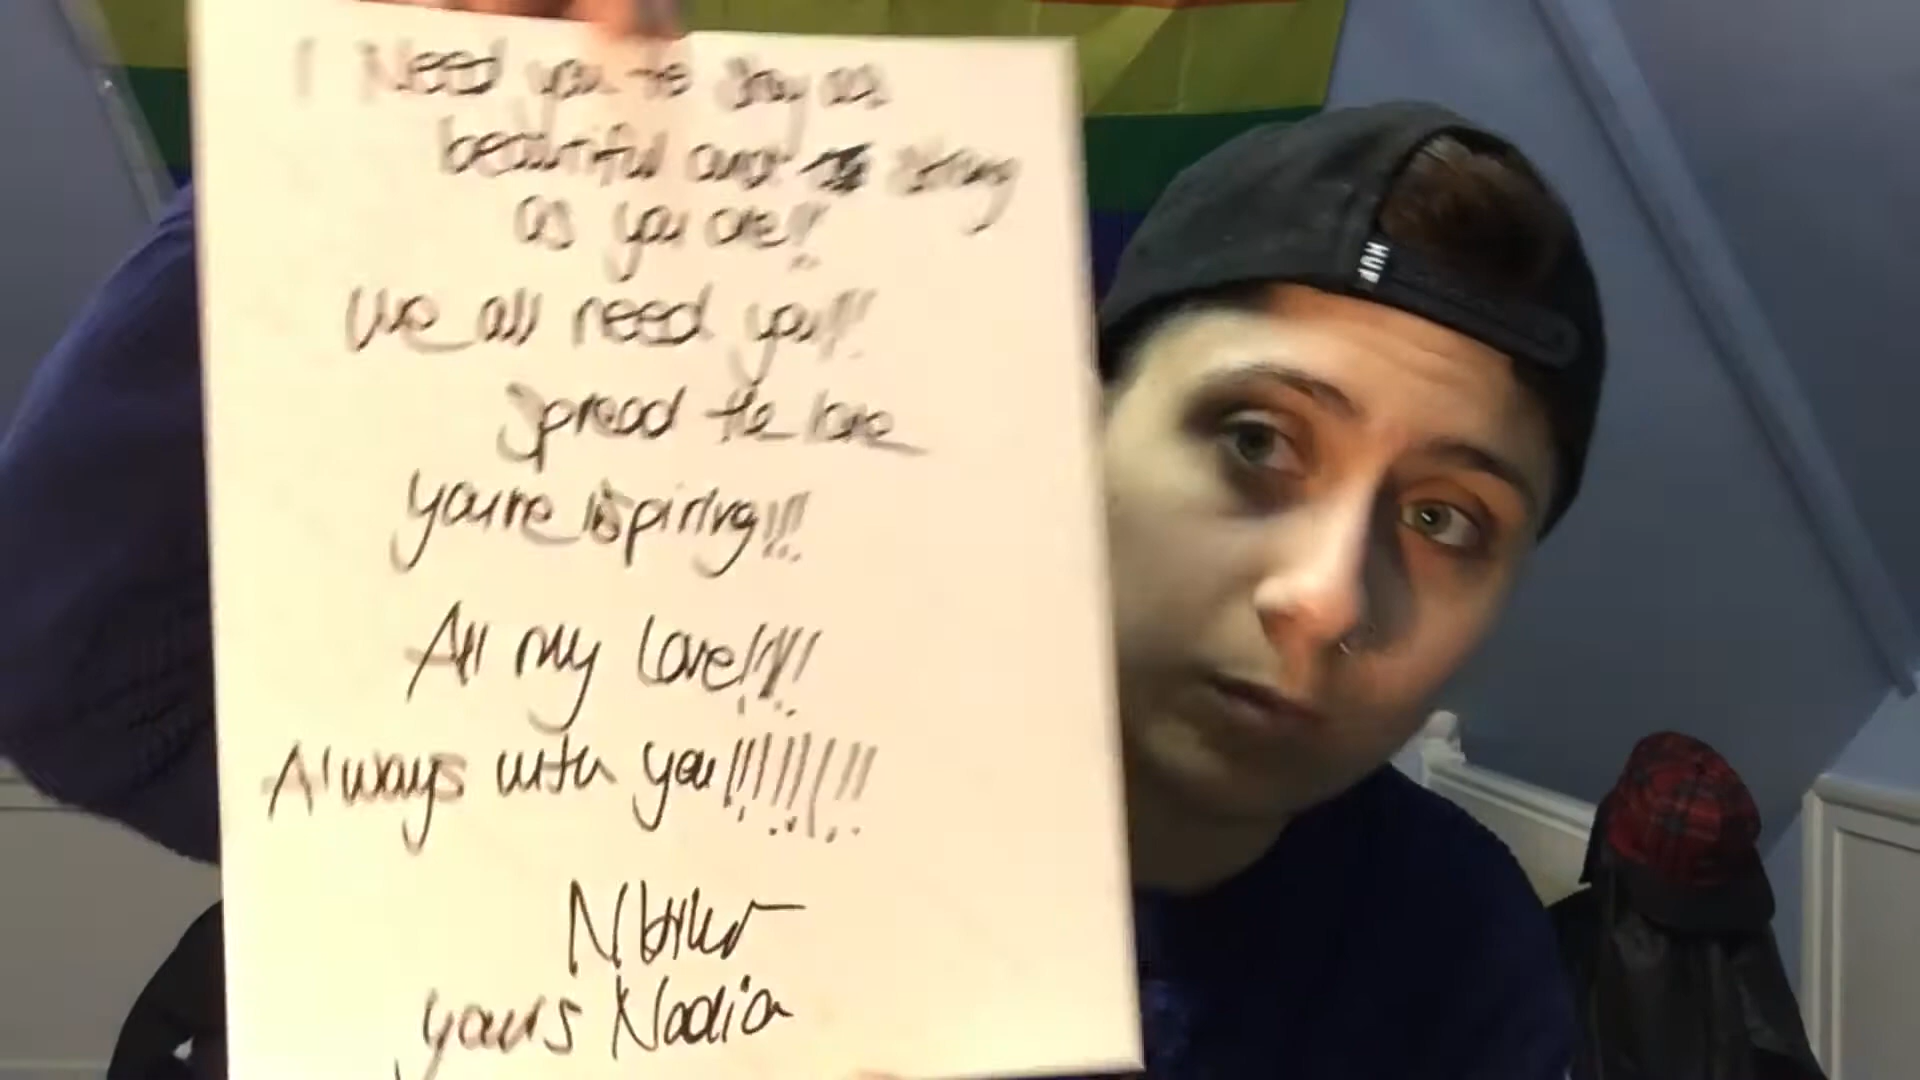 I Need you to stay as
beautiful and strong
as you are!!
We all need you!!!
Spread the love
you're inspiring!!!
All my Love!!!!!
Always with you!!!!!!!!!
yours Nadia
HUF